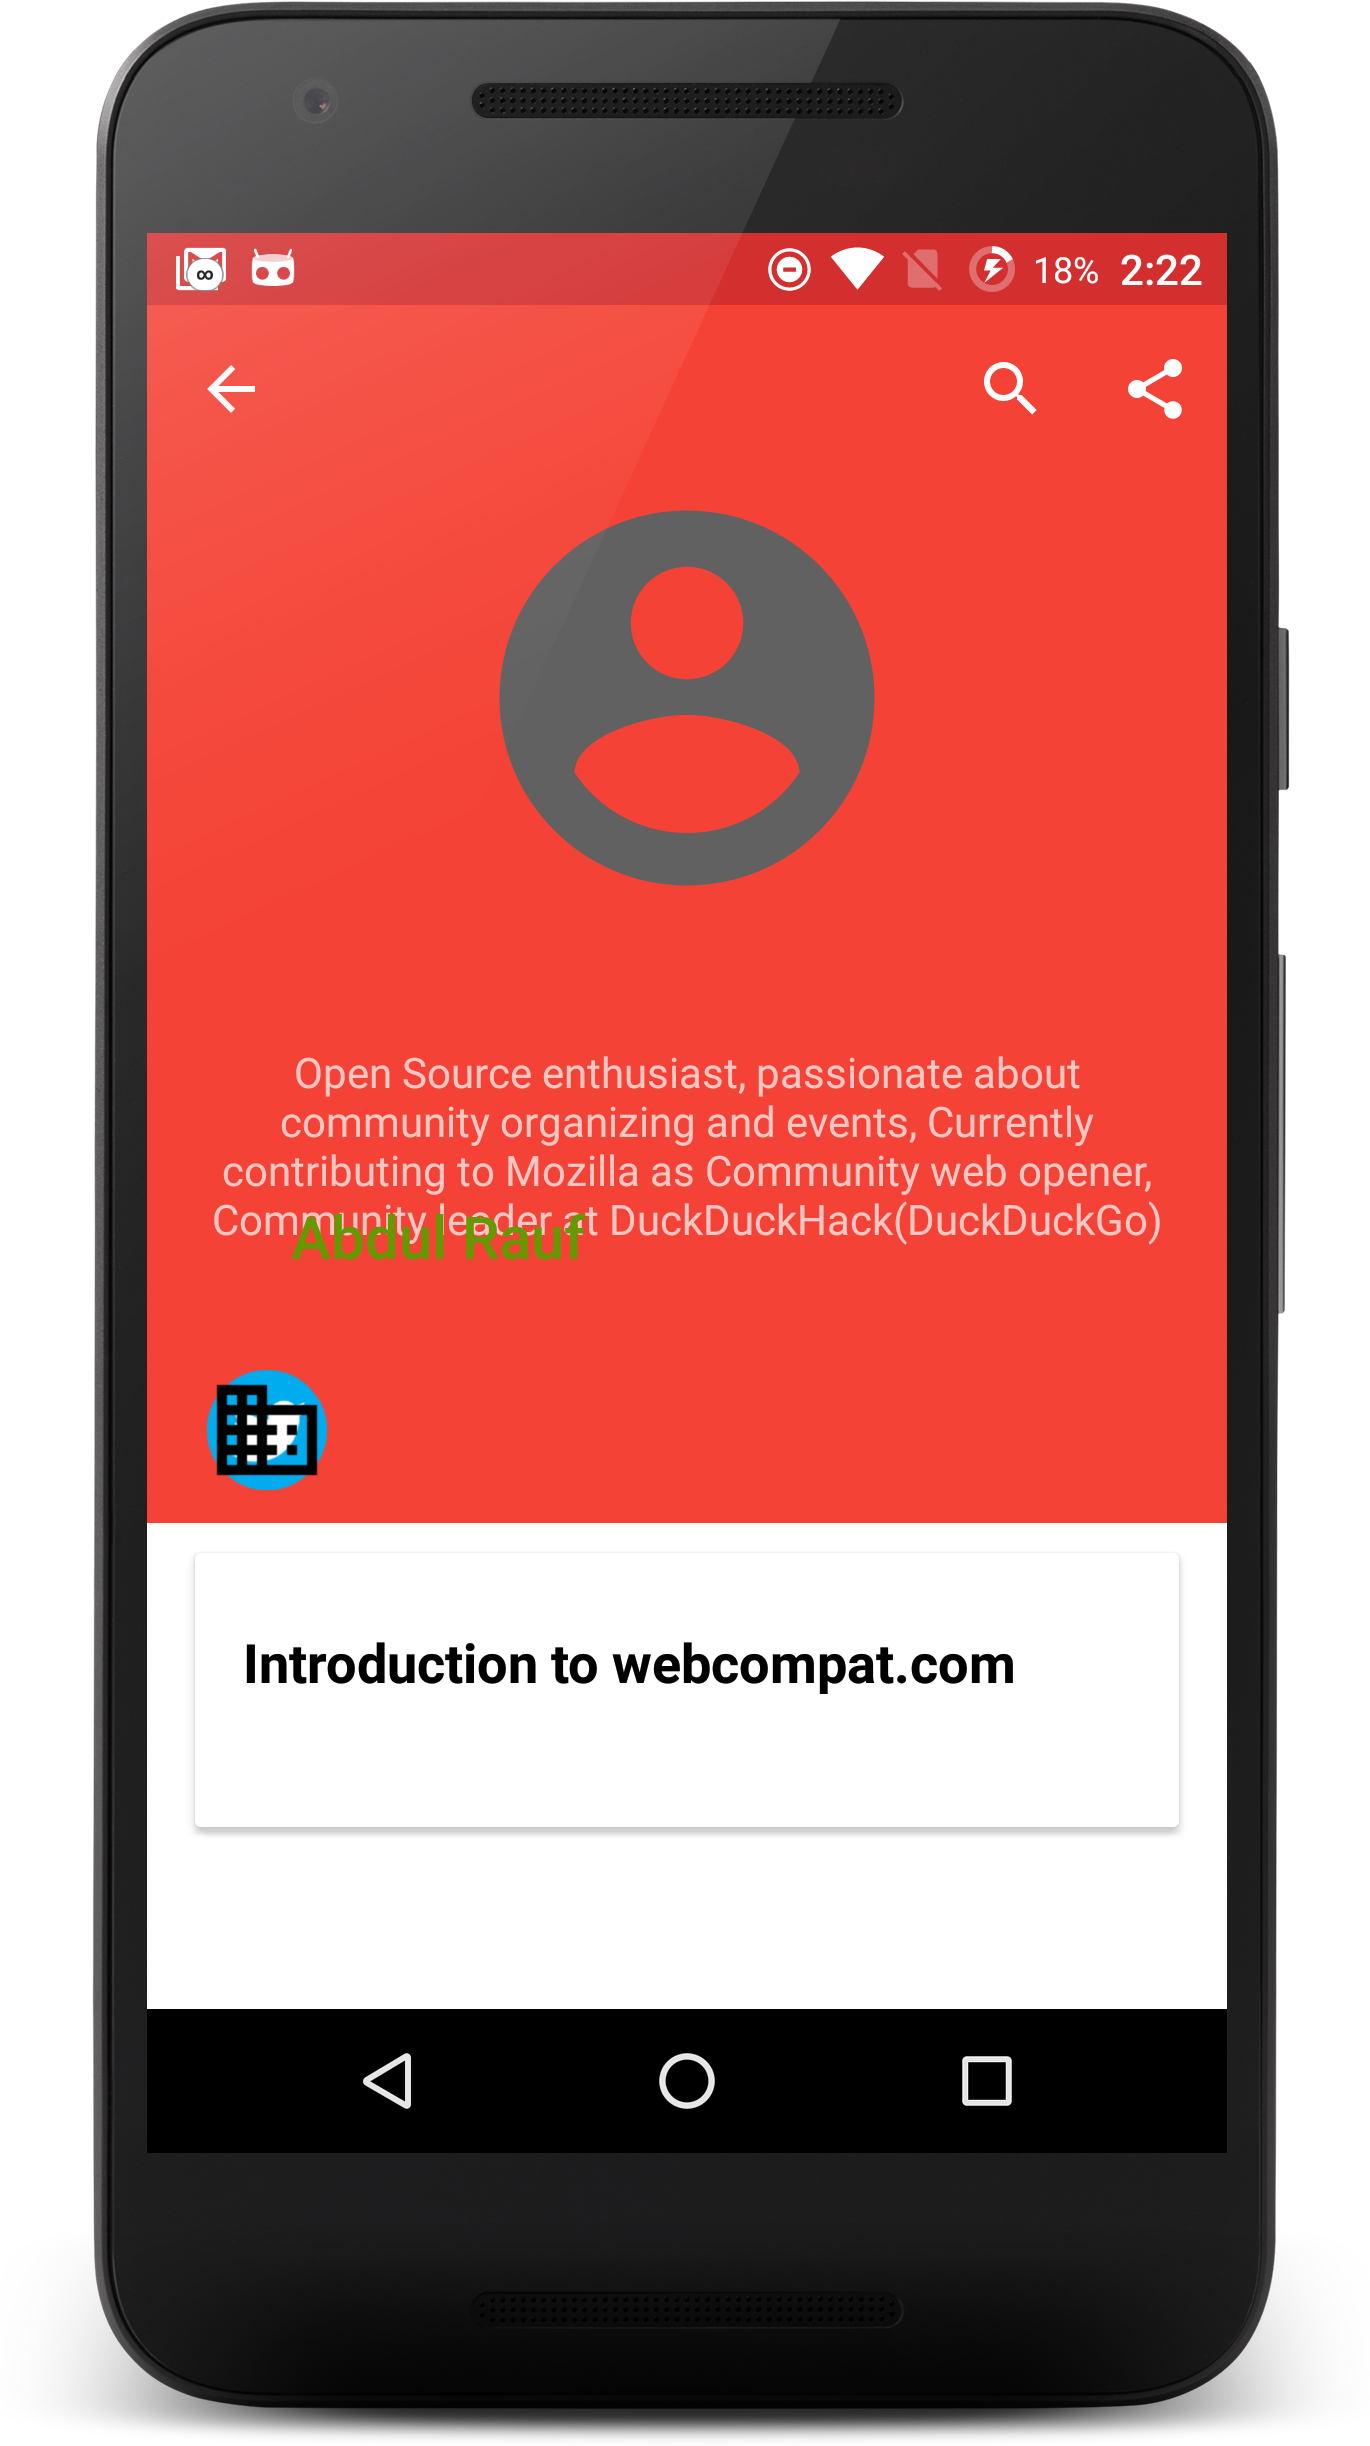 18% 2:22
Open Source enthusiast, passionate about
community organizing and events, Currently
contributing to Mozilla as Community web opener,
Community leader at DuckDuckHack(DuckDuckGo)
Abdul Rauf
Introduction to webcompat.com